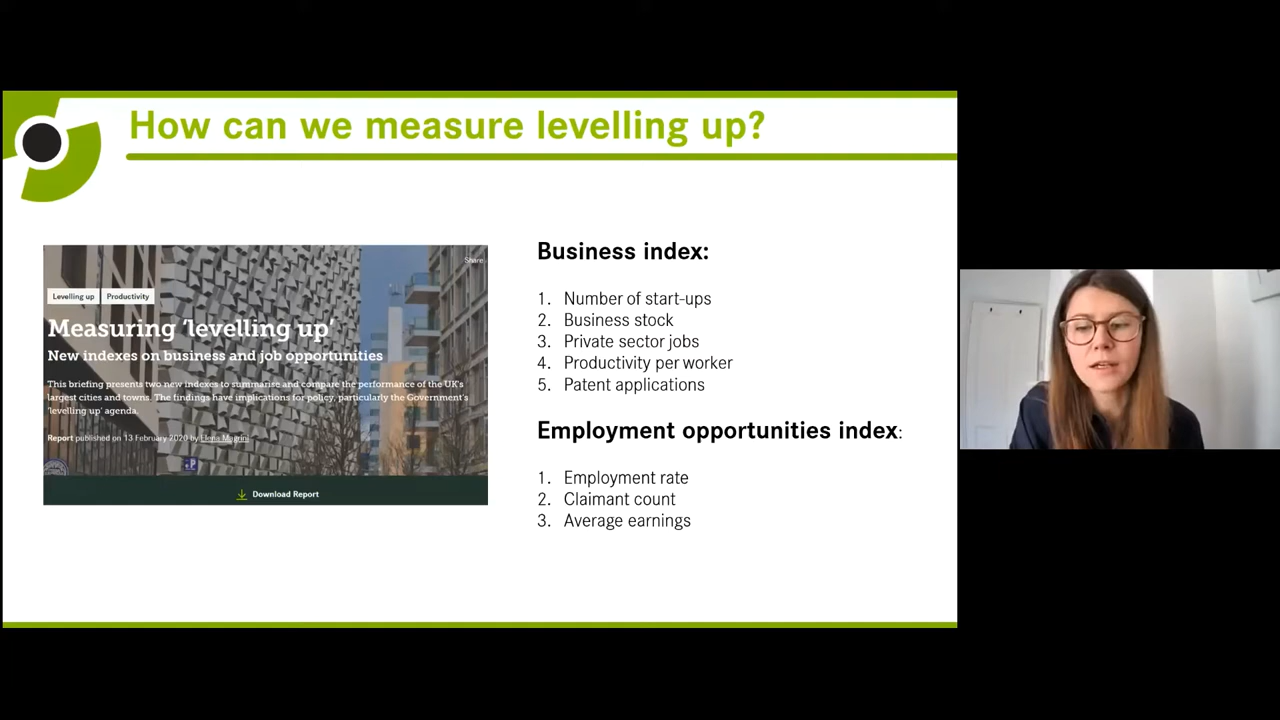 How can we measure levelling up?
Share
Levelling up
Productivity
Measuring 'levelling up'
New indexes on business and job opportunities
This briefing presents two new indexes to summarise and compare the performance of the UK's
largest cities and towns. The findings have implications for policy, particularly the Government's
'levelling up' agenda.
Report published on 13 February 2020 by Elena Magrini
P
Download Report
Business index:
1. Number of start-ups
2. Business stock
3. Private sector jobs
4. Productivity per worker
5. Patent applications
Employment opportunities index:
1. Employment rate
2. Claimant count
3. Average earnings